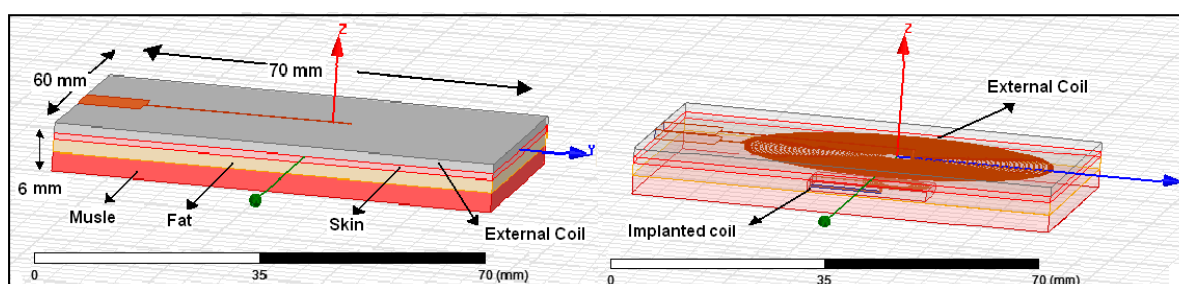 Z
60 mm
70 mm
Y
6 mm
Musle
Fat
Skin
External Coil
0
35
70 (mm)
Z
External Coil
Implanted coil
0
35
70 (mm)